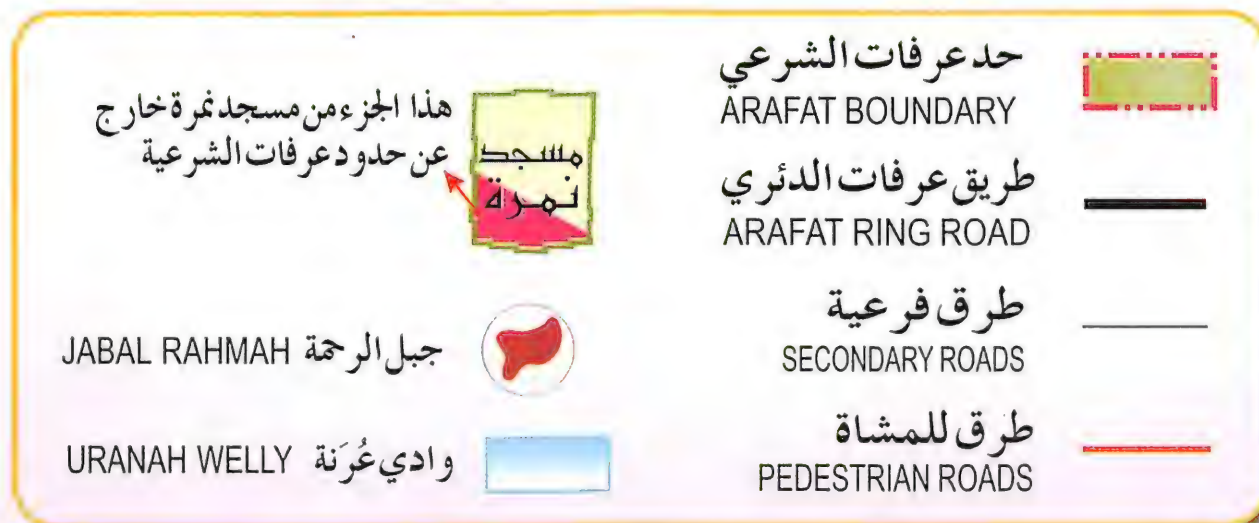 حد عرفات الشرعي
ARAFAT BOUNDARY
طريق عرفات الدئري
ARAFAT RING ROAD
طرق فرعية
SECONDARY ROADS
طرق للمشاة
PEDESTRIAN ROADS
هذا الجزء من مسجد نمرة خارج
عن حدود عرفات الشرعية
مسجد
نمرة
جبل الرحمة JABAL RAHMAH
وادي عُرَنة URANAH WELLY